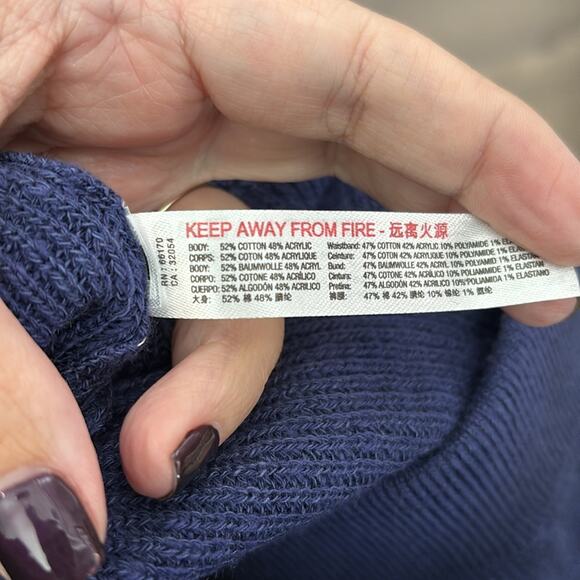 KEEP AWAY FROM FIRE - 远离火源
RN : 66170
CA : 32054
BODY: 52% COTTON 48% ACRYLIC
CORPS: 52% COTON 48% ACRYLIQUE
BODY: 52% BAUMWOLLE 48% ACRYL
CORPO: 52% COTONE 48% ACRÍLICO
CUERPO: 52% ALGODÓN 48% ACRÍLICO
大身: 52% 棉 48% 腈纶
Waistband: 47% COTTON 42% ACRYLIC 10% POLYAMIDE 1% ELASTAN
Ceinture: 47% COTON 42% ACRYLIQUE 10% POLYAMIDE 1% ELAS
Bund: 47% BAUMWOLLE 42% ACRYL 10% POLYAMID 1% ELASTAN
Cintura: 47% COTONE 42% ACRILICO 10% POLIAMMIDE 1% ELASTAN
Pretina: 47% ALGODÓN 42% ACRILICO 10% POLIAMIDA 1% ELASTANO
裤腰: 47% 棉 42% 腈纶 10% 锦纶 1% 氨纶